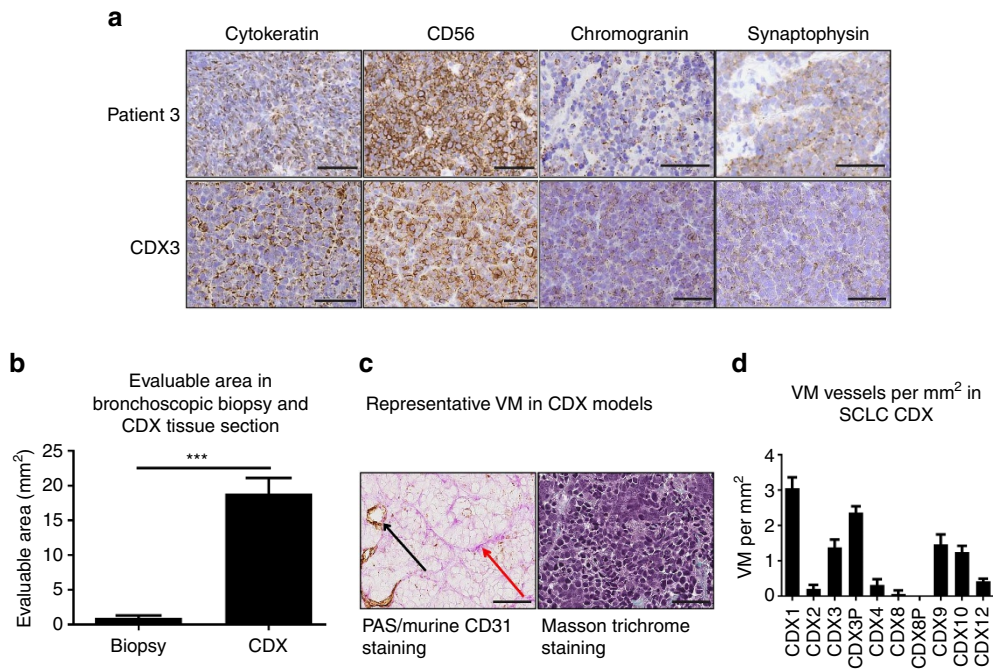 a
Cytokeratin
CD56
Chromogranin
Synaptophysin
Patient 3
CDX3
b
Evaluable area in
bronchoscopic biopsy and
CDX tissue section
Evaluable area (mm²)
25
20
15
10
5
0
***
Biopsy
CDX
c
Representative VM in CDX models
PAS/murine CD31
staining
Masson trichrome
staining
d
VM vessels per mm² in
SCLC CDX
VM per mm²
4
3
2
1
0
CDX1
CDX2
CDX3
CDX3P
CDX4
CDX8
CDX8P
CDX9
CDX10
CDX12